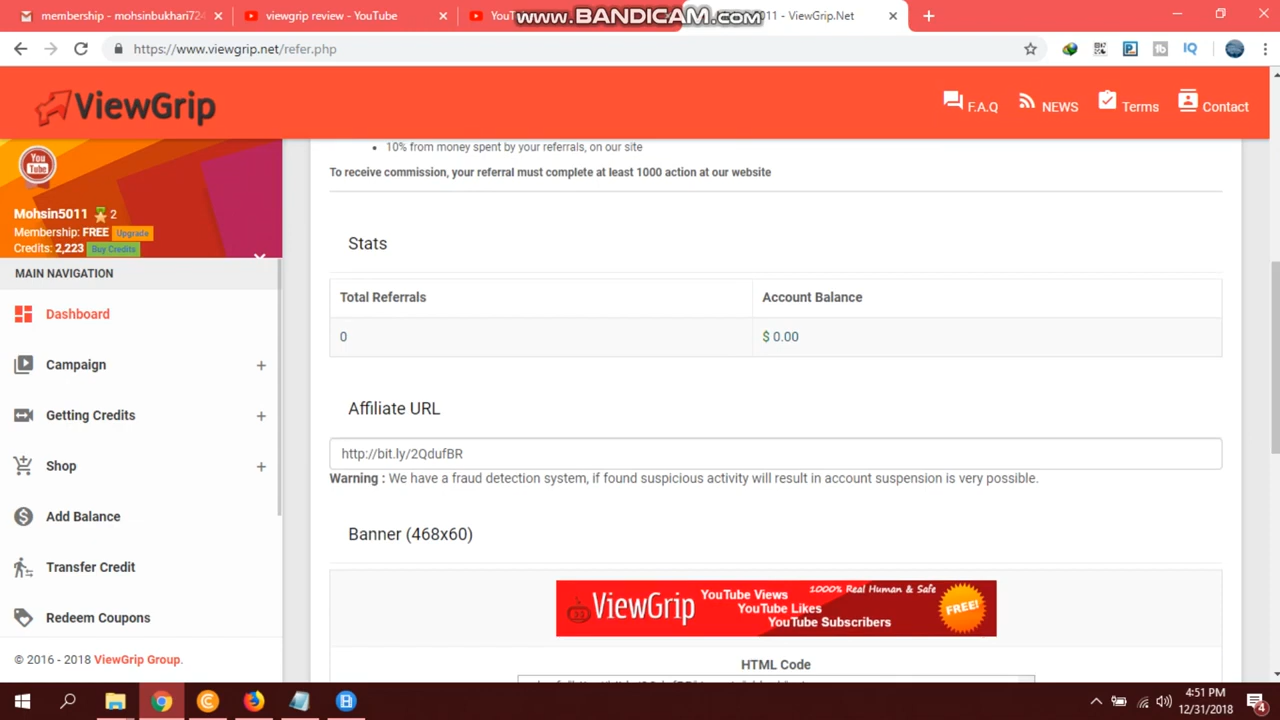 membership - mohsinbukhari724
viewgrip review - YouTube
YouT
www.BANDICAM.com
5011 - ViewGrip.Net
https://www.viewgrip.net/refer.php
ViewGrip
F.A.Q
NEWS
Terms
Contact
You Tube
Mohsin5011 2
Membership: FREE Upgrade
Credits: 2,223 Buy Credits
MAIN NAVIGATION
Dashboard
Campaign +
Getting Credits +
Shop +
Add Balance
Transfer Credit
Redeem Coupons
© 2016 - 2018 ViewGrip Group.
10% from money spent by your referrals, on our site
To receive commission, your referral must complete at least 1000 action at our website
Stats
Total Referrals Account Balance
0 $ 0.00
Affiliate URL
http://bit.ly/2QdufBR
Warning : We have a fraud detection system, if found suspicious activity will result in account suspension is very possible.
Banner (468x60)
ViewGrip
YouTube Views
YouTube Likes
YouTube Subscribers
1000% Real Human & Safe
FREE!
HTML Code
4:51 PM
12/31/2018
4